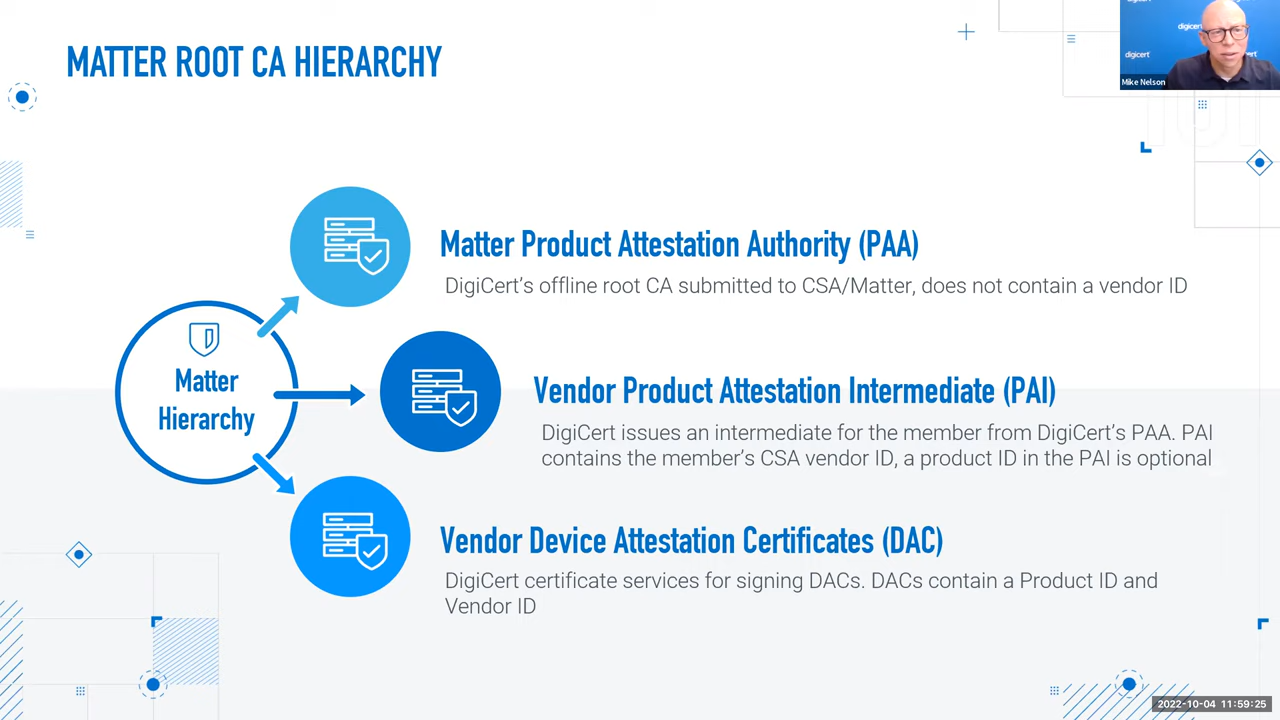 MATTER ROOT CA HIERARCHY
digicert
digicert
digicert
digicert
Mike Nelson
Matter Product Attestation Authority (PAA)
DigiCert’s offline root CA submitted to CSA/Matter, does not contain a vendor ID
Matter
Hierarchy
Vendor Product Attestation Intermediate (PAI)
DigiCert issues an intermediate for the member from DigiCert’s PAA. PAI
contains the member’s CSA vendor ID, a product ID in the PAI is optional
Vendor Device Attestation Certificates (DAC)
DigiCert certificate services for signing DACs. DACs contain a Product ID and
Vendor ID
2022-10-04 11:59:25